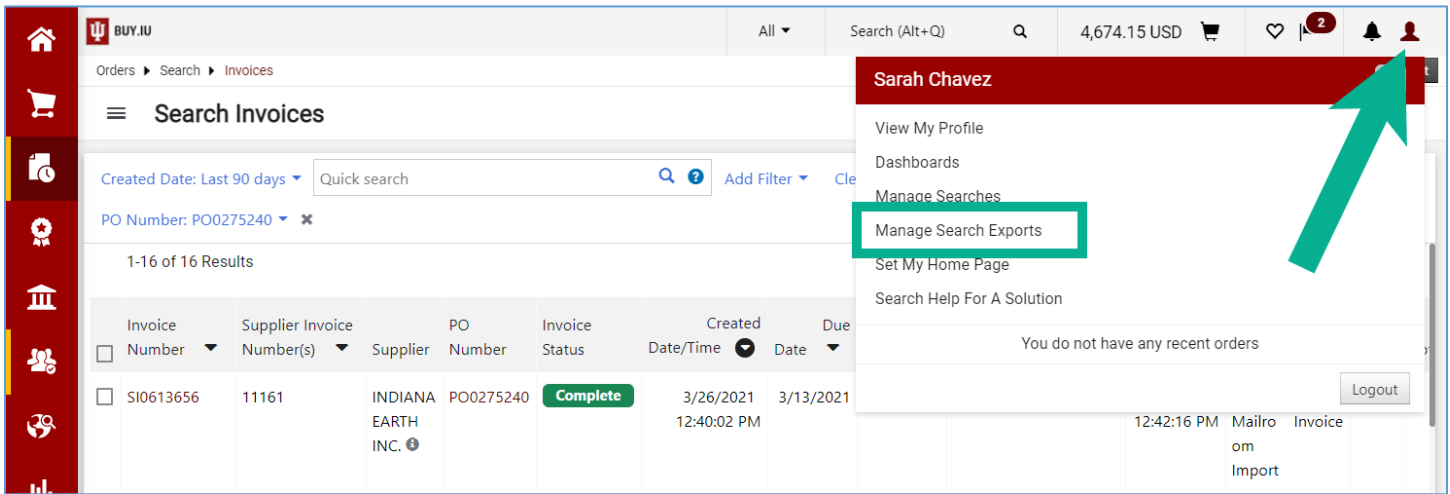 BUY.IU
All
Search (Alt+Q)
4,674.15 USD
2
Orders Search Invoices
Search Invoices
Sarah Chavez
View My Profile
Dashboards
Manage Searches
Manage Search Exports
Set My Home Page
Search Help For A Solution
You do not have any recent orders
Logout
Created Date: Last 90 days
Quick search
Add Filter
PO Number: PO0275240
1-16 of 16 Results
Invoice Number
Supplier Invoice Number(s)
Supplier
PO Number
Invoice Status
Created Date/Time
Due Date
SI0613656
11161
INDIANA
EARTH
INC.
PO0275240
Complete
3/26/2021
12:40:02 PM
3/13/2021
12:42:16 PM
Mailro
om
Import
Invoice